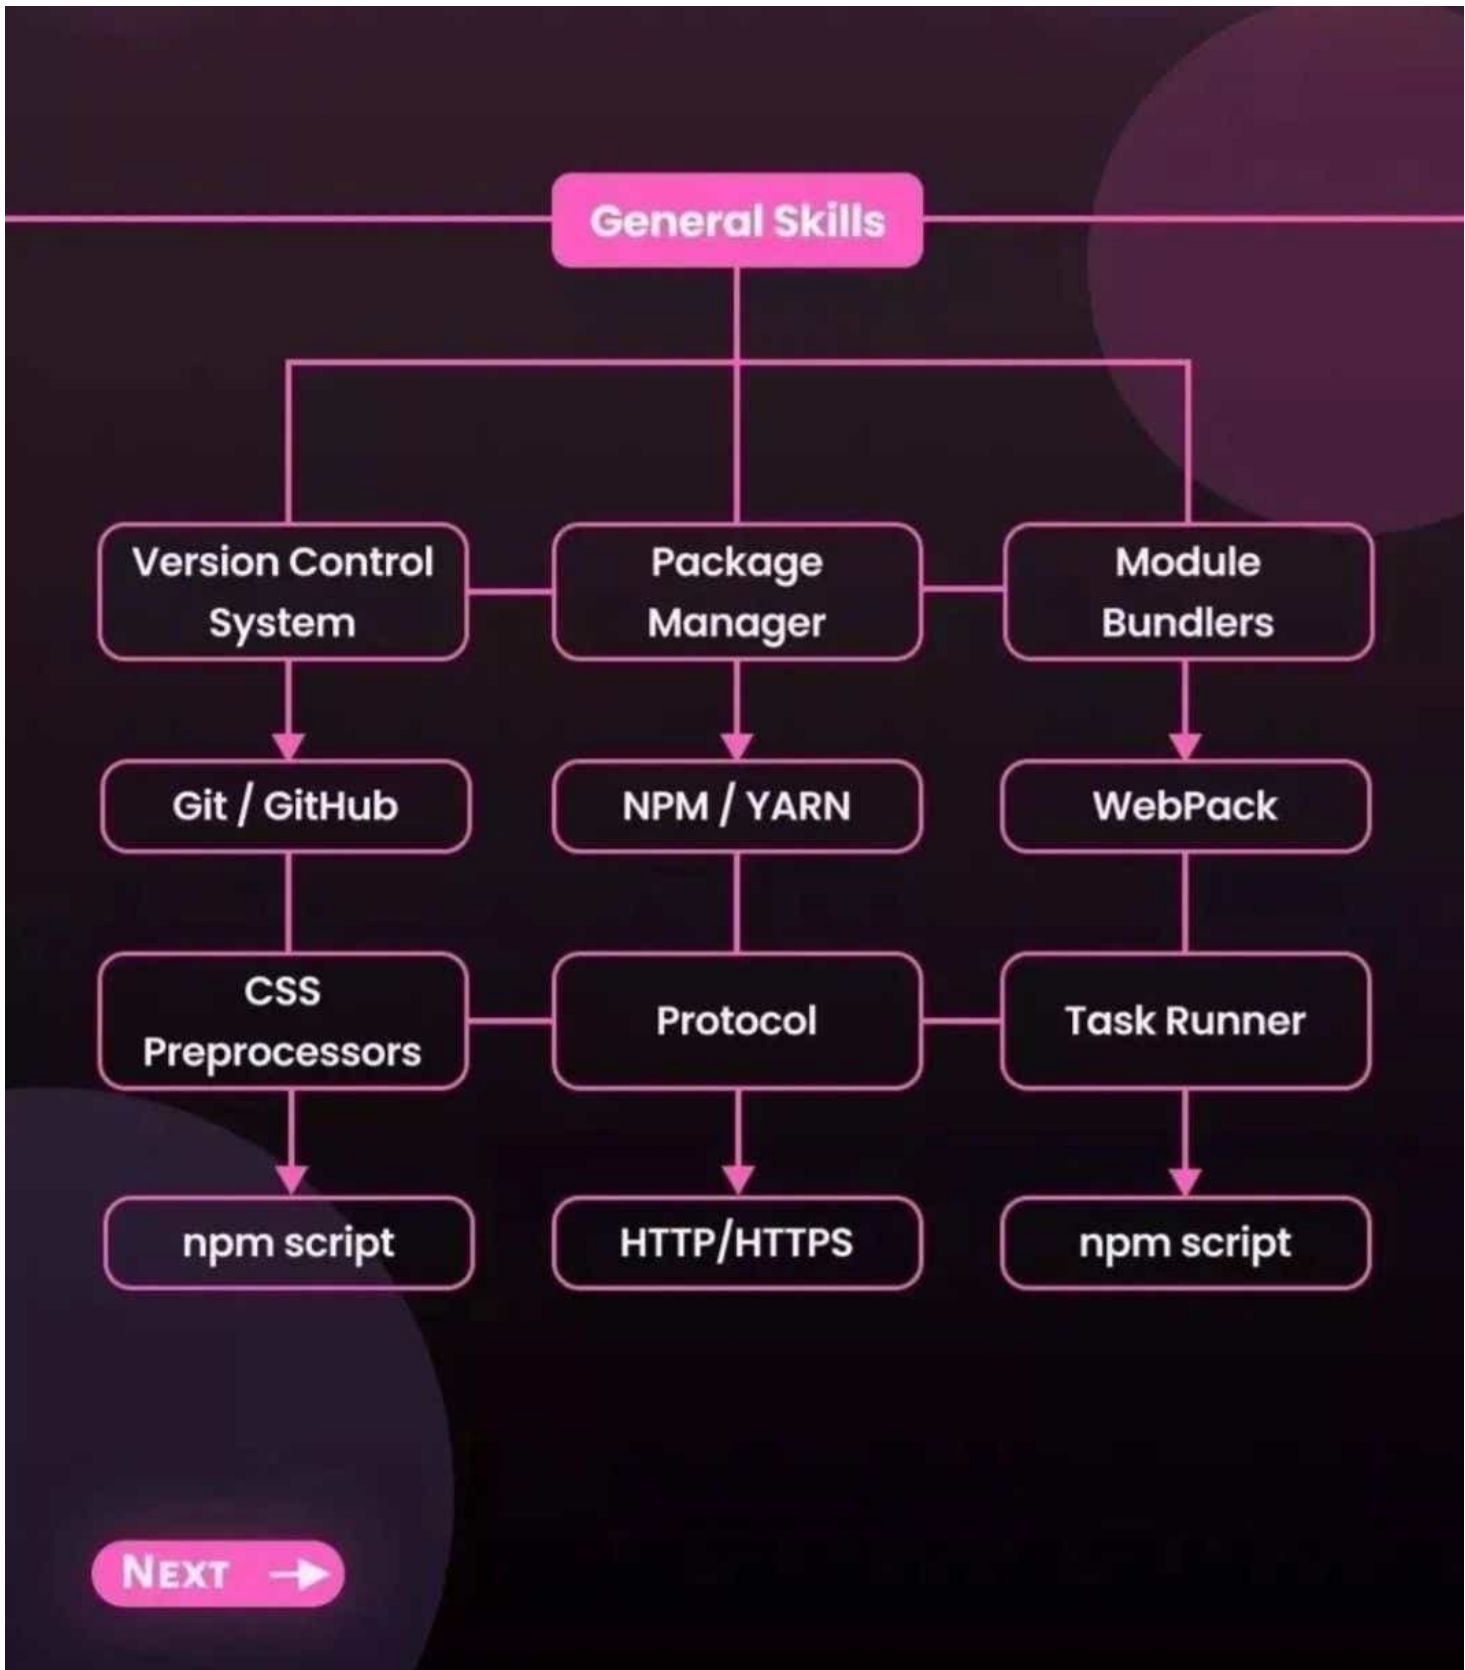 General Skills
Version Control
System
Package
Manager
Module
Bundlers
Git / GitHub
NPM / YARN
WebPack
CSS
Preprocessors
Protocol
Task Runner
npm script
HTTP/HTTPS
npm script
NEXT